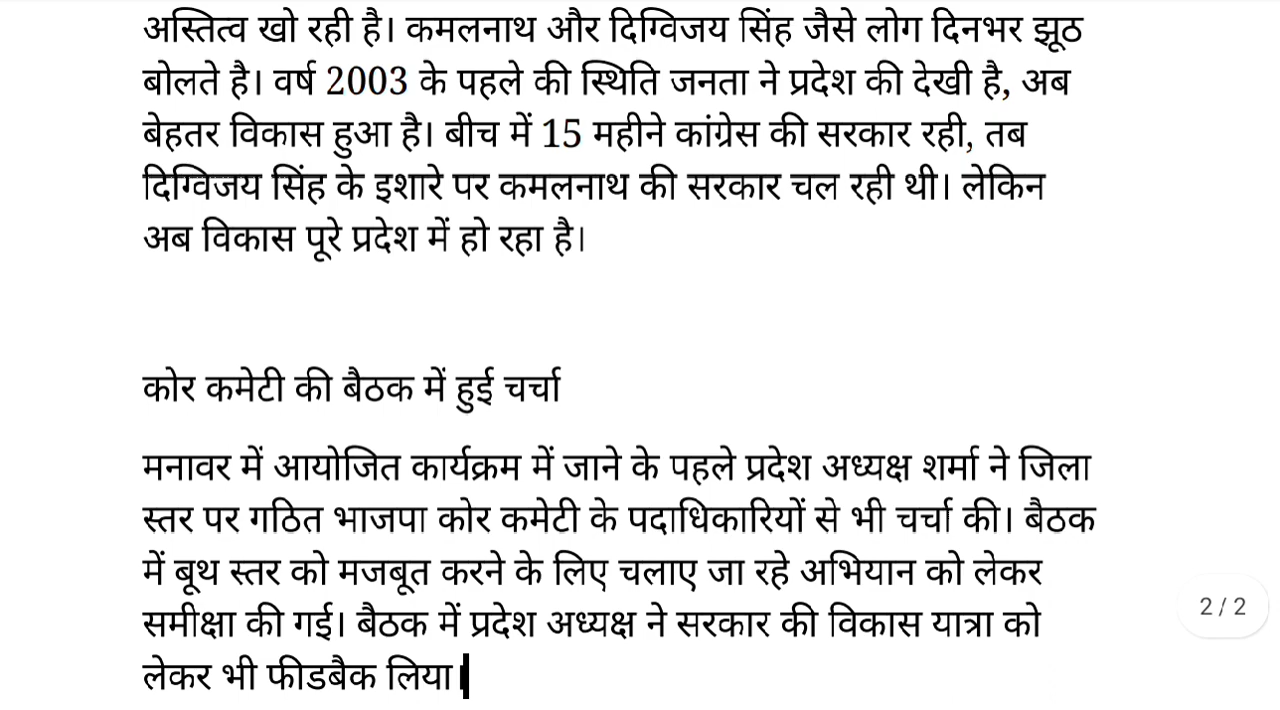 अस्तित्व खो रही है। कमलनाथ और दिग्विजय सिंह जैसे लोग दिनभर झूठ
बोलते है। वर्ष 2003 के पहले की स्थिति जनता ने प्रदेश की देखी है, अब
बेहतर विकास हुआ है। बीच में 15 महीने कांग्रेस की सरकार रही, तब
दिग्विजय सिंह के इशारे पर कमलनाथ की सरकार चल रही थी। लेकिन
अब विकास पूरे प्रदेश में हो रहा है।
कोर कमेटी की बैठक में हुई चर्चा
मनावर में आयोजित कार्यक्रम में जाने के पहले प्रदेश अध्यक्ष शर्मा ने जिला
स्तर पर गठित भाजपा कोर कमेटी के पदाधिकारियों से भी चर्चा की। बैठक
में बूथ स्तर को मजबूत करने के लिए चलाए जा रहे अभियान को लेकर
समीक्षा की गई। बैठक में प्रदेश अध्यक्ष ने सरकार की विकास यात्रा को
लेकर भी फीडबैक लिया
2 / 2